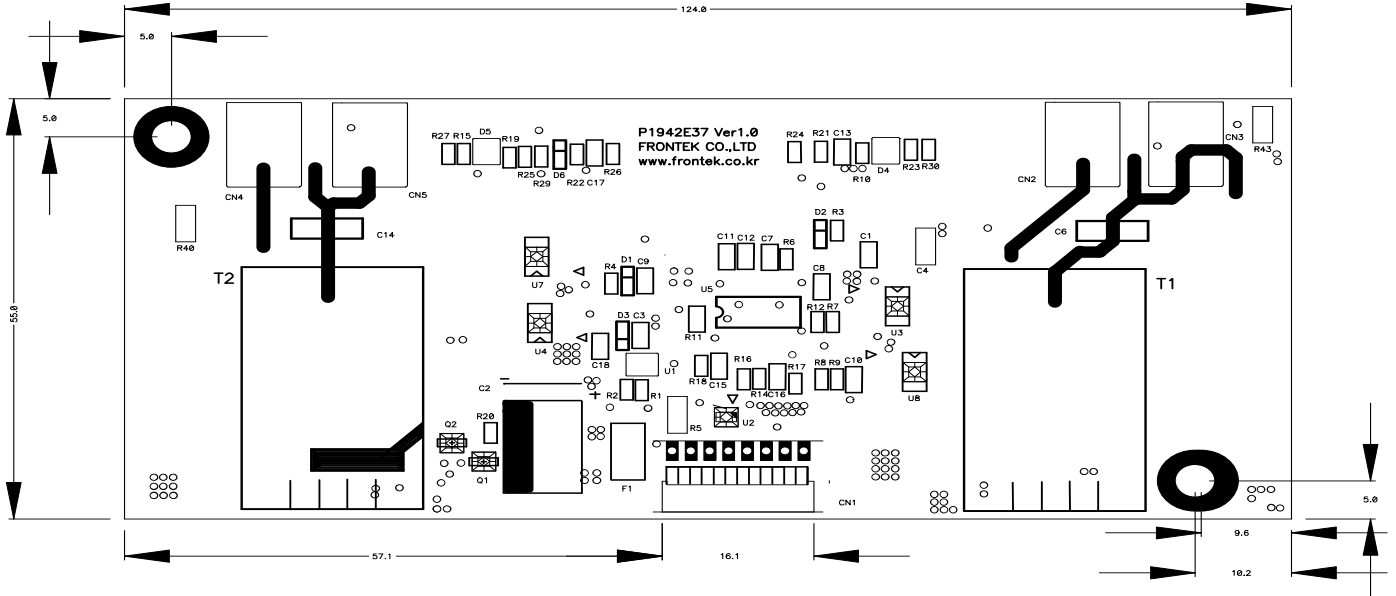 124.0
5.0
5.0
55.0
P1942E37 Ver1.0
FRONTEK CO.,LTD
www.frontek.co.kr
R27 R15 D5 R19
R25
R29
D6
R22 C17 R26
R24 R21 C13
R10
D4
R23 R30
CN3
R43
CN4
CN5
CN2
R40
C14
C6
D2 R3
C1
C4
C11 C12 C7 R6
T2
T1
U7
R4 D1 C9
U5
C8
U4
D3 C3
C18
R11
R12 R7
U3
U1
R18 C15
R16
R14 C16
R17
R8 R9 C10
U8
C2
-
+
R2 R1
R5
U2
R20
Q2
Q1
F1
CN1
5.0
57.1
16.1
9.6
10.2